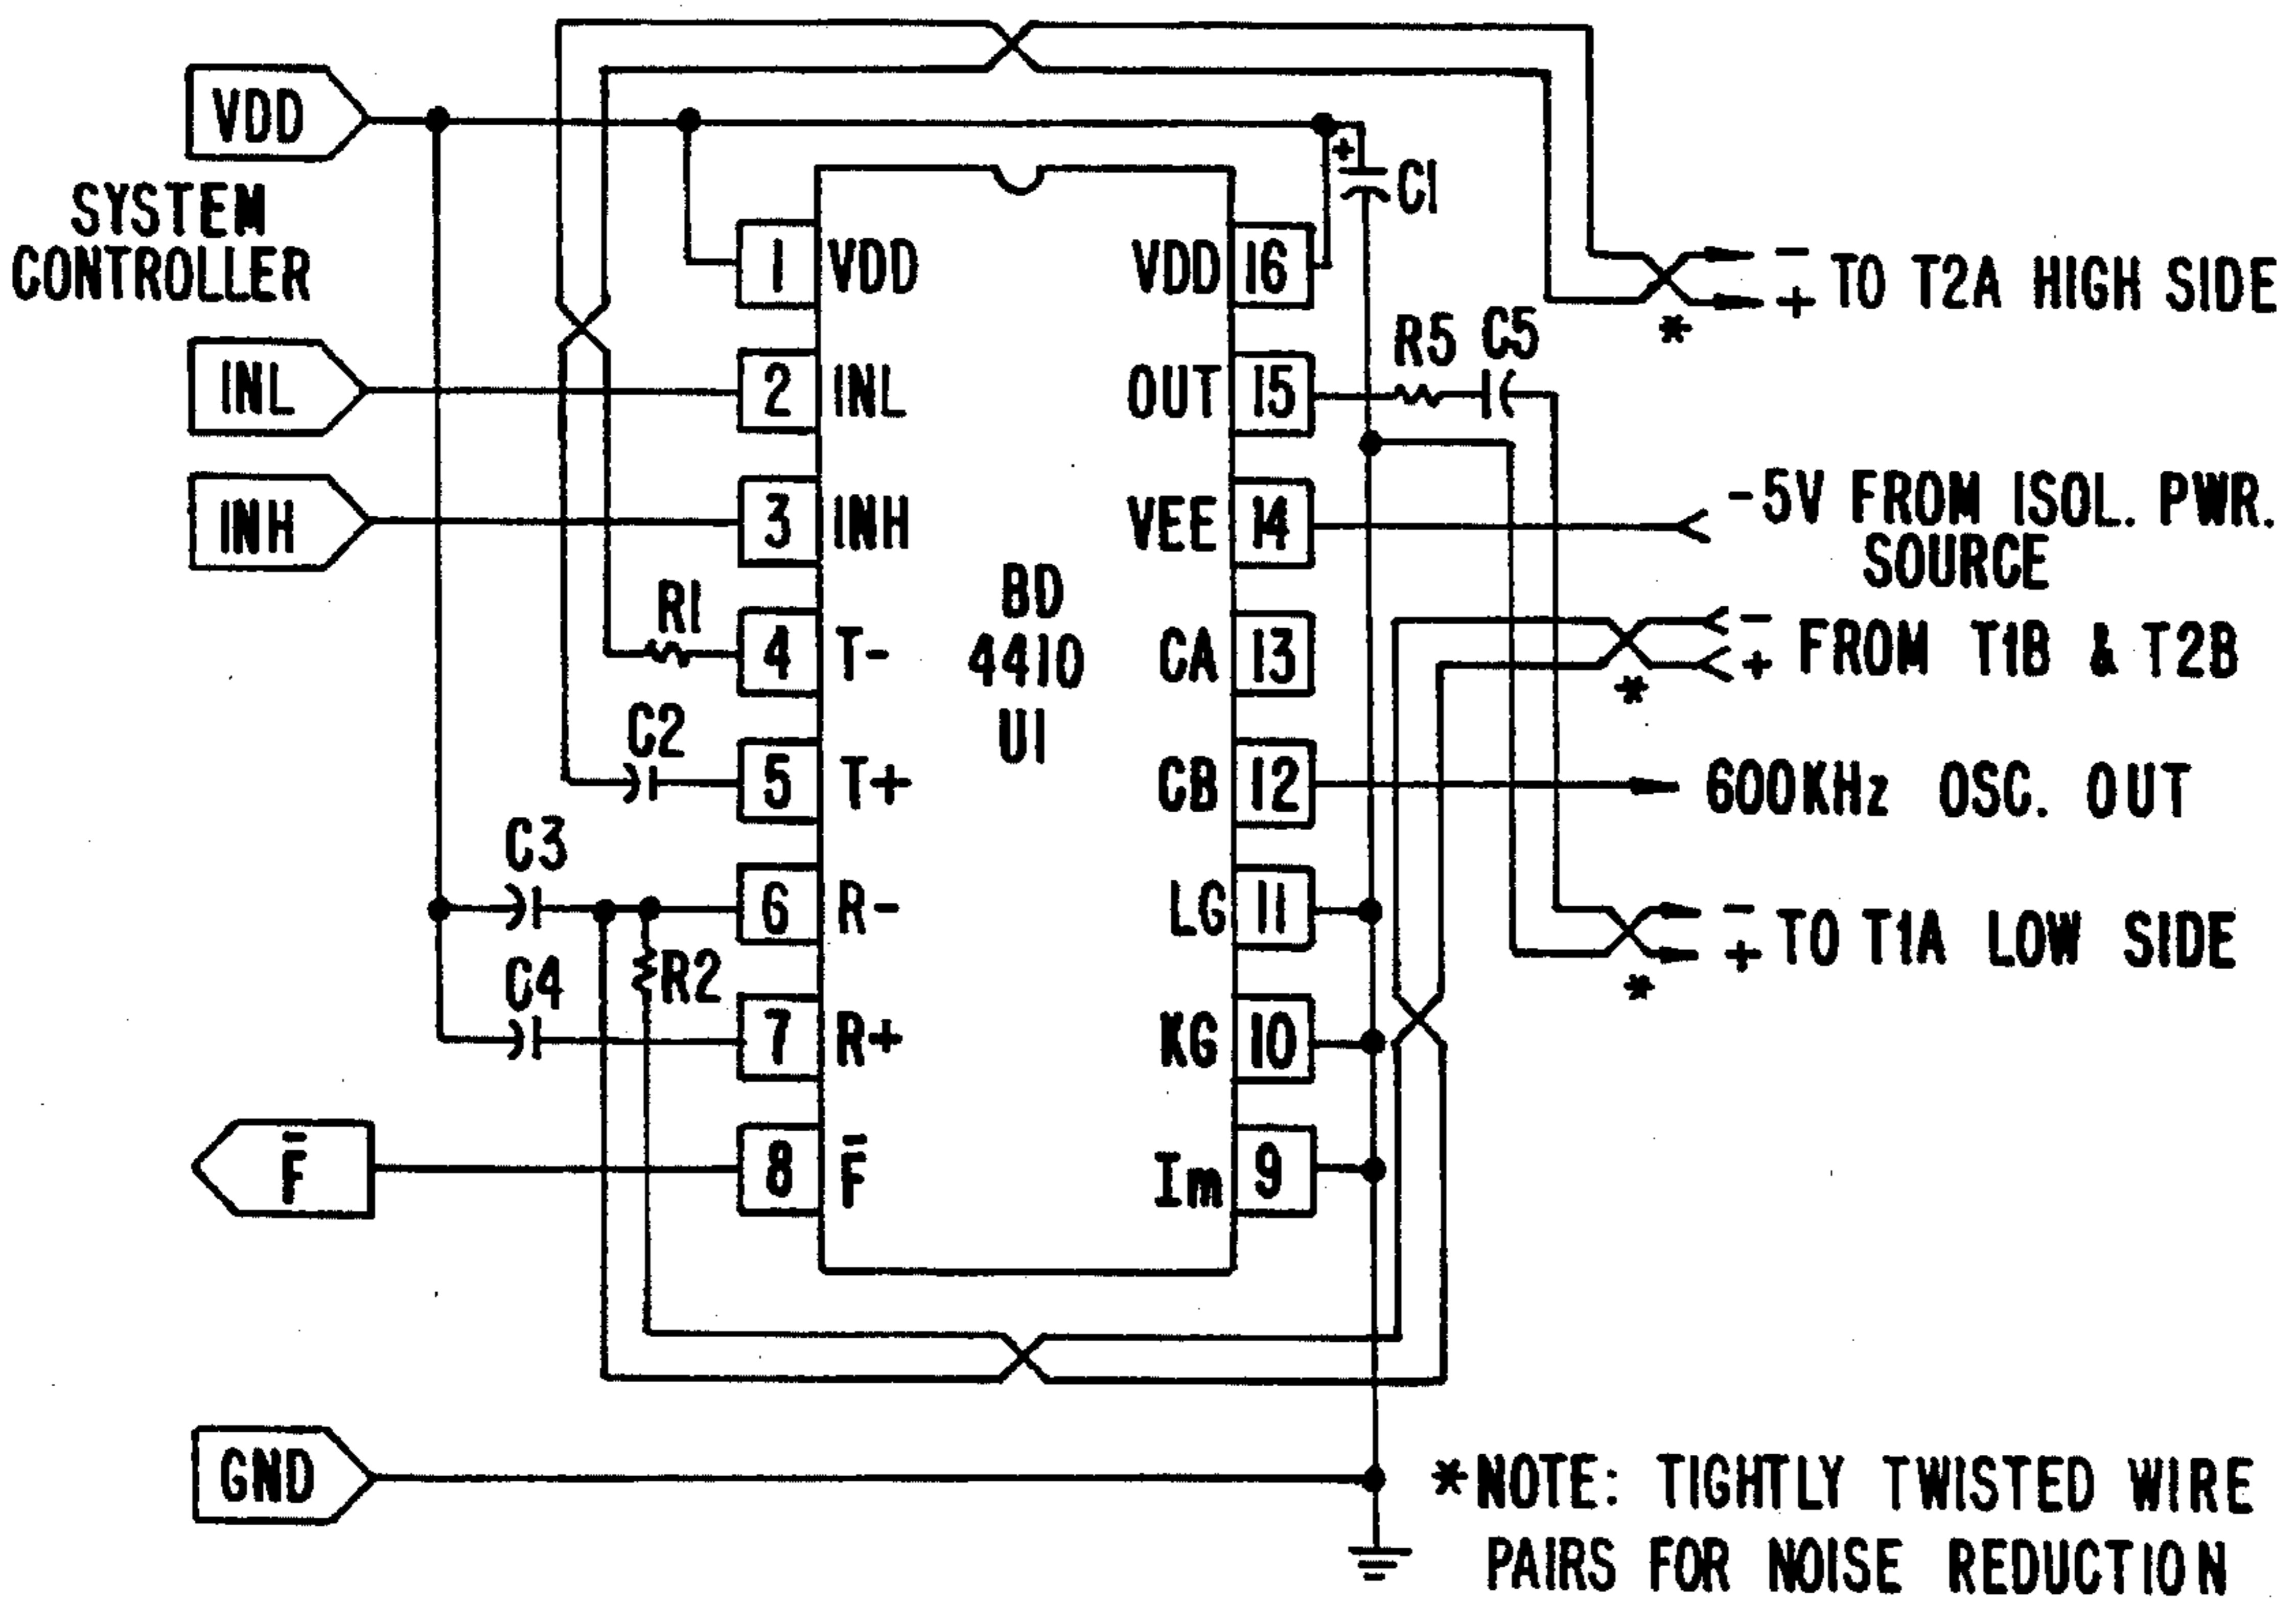 VDD
SYSTEM
CONTROLLER
INL
INH
F̅
GND
R1
C2
C3
R2
C4
1 VDD
2 INL
3 INH
4 T-
5 T+
6 R-
7 R+
8 F̅
BD
4410
U1
VDD 16
OUT 15
VEE 14
CA 13
CB 12
LG 11
KG 10
Im 9
+
C1
R5 C5
-
+ TO T2A HIGH SIDE
*
-5V FROM ISOL. PWR.
SOURCE
-
+ FROM T1B & T2B
*
600KHz OSC. OUT
-
+ TO T1A LOW SIDE
*
*NOTE: TIGHTLY TWISTED WIRE
PAIRS FOR NOISE REDUCTION